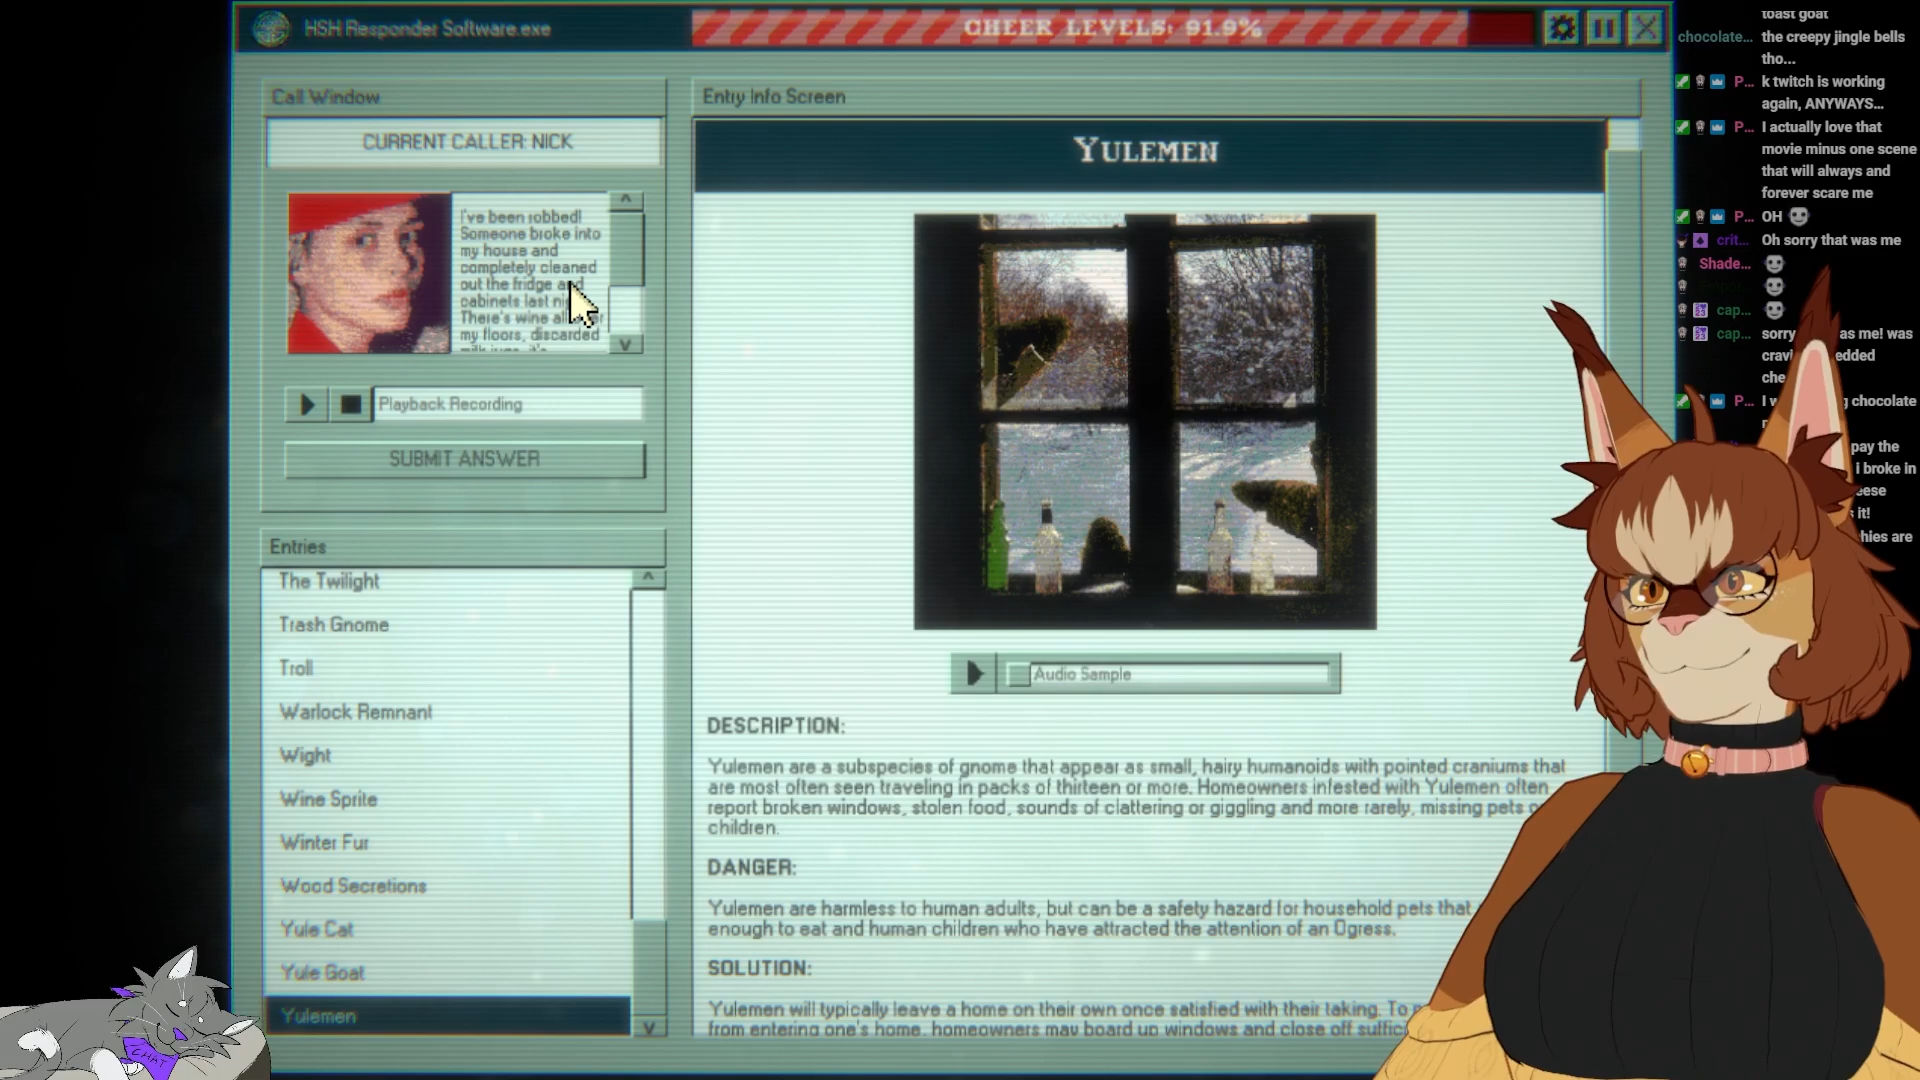 HSH Responder Software.exe
CHEER LEVELS: 91.9%
Call Window
CURRENT CALLER: NICK
I've been robbed!
Someone broke into
my house and
completely cleaned
out the fridge and
cabinets last
There's wine
my floors, discarded
Playback Recording
SUBMIT ANSWER
Entries
The Twilight
Trash Gnome
Troll
Warlock Remnant
Wight
Wine Sprite
Winter Fur
Wood Secretions
Yule Cat
Yule Goat
Yulemen
Entry Info Screen
YULEMEN
Audio Sample
DESCRIPTION:
Yulemen are a subspecies of gnome that appear as small, hairy humanoids with pointed craniums that
are most often seen traveling in packs of thirteen or more. Homeowners infested with Yulemen often
report broken windows, stolen food, sounds of clattering or giggling and more rarely, missing pets
children.
DANGER:
Yulemen are harmless to human adults, but can be a safety hazard for household pets that
enough to eat and human children who have attracted the attention of an Ogress.
SOLUTION:
Yulemen will typically leave a home on their own once satisfied with their taking. To
from entering one's home, homeowners may board up windows and close off
toast goat
chocolate... the creepy jingle bells
tho...
P... k twitch is working
again, ANYWAYS...
P... I actually love that
movie minus one scene
that will always and
forever scare me
P... OH
crit... Oh sorry that was me
Shade...
cap...
cap... sorry as me! was
P... I chocolate
pay the
i broke in
s it!
CHAT